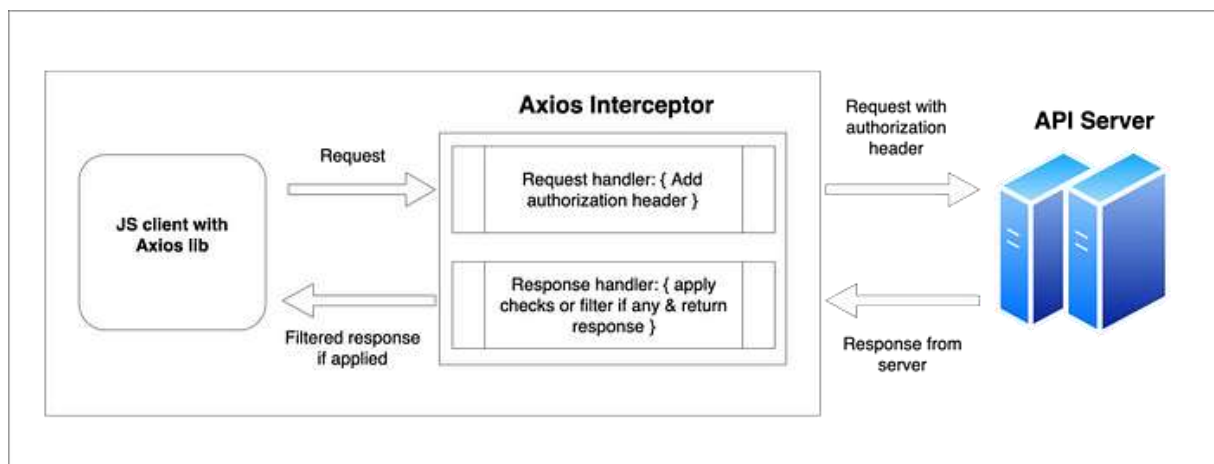 Axios Interceptor
Request with
authorization
header
API Server
Request
Request handler: { Add
authorization header }
JS client with
Axios lib
Response handler: { apply
checks or filter if any & return
response }
Filtered response
if applied
Response from
server